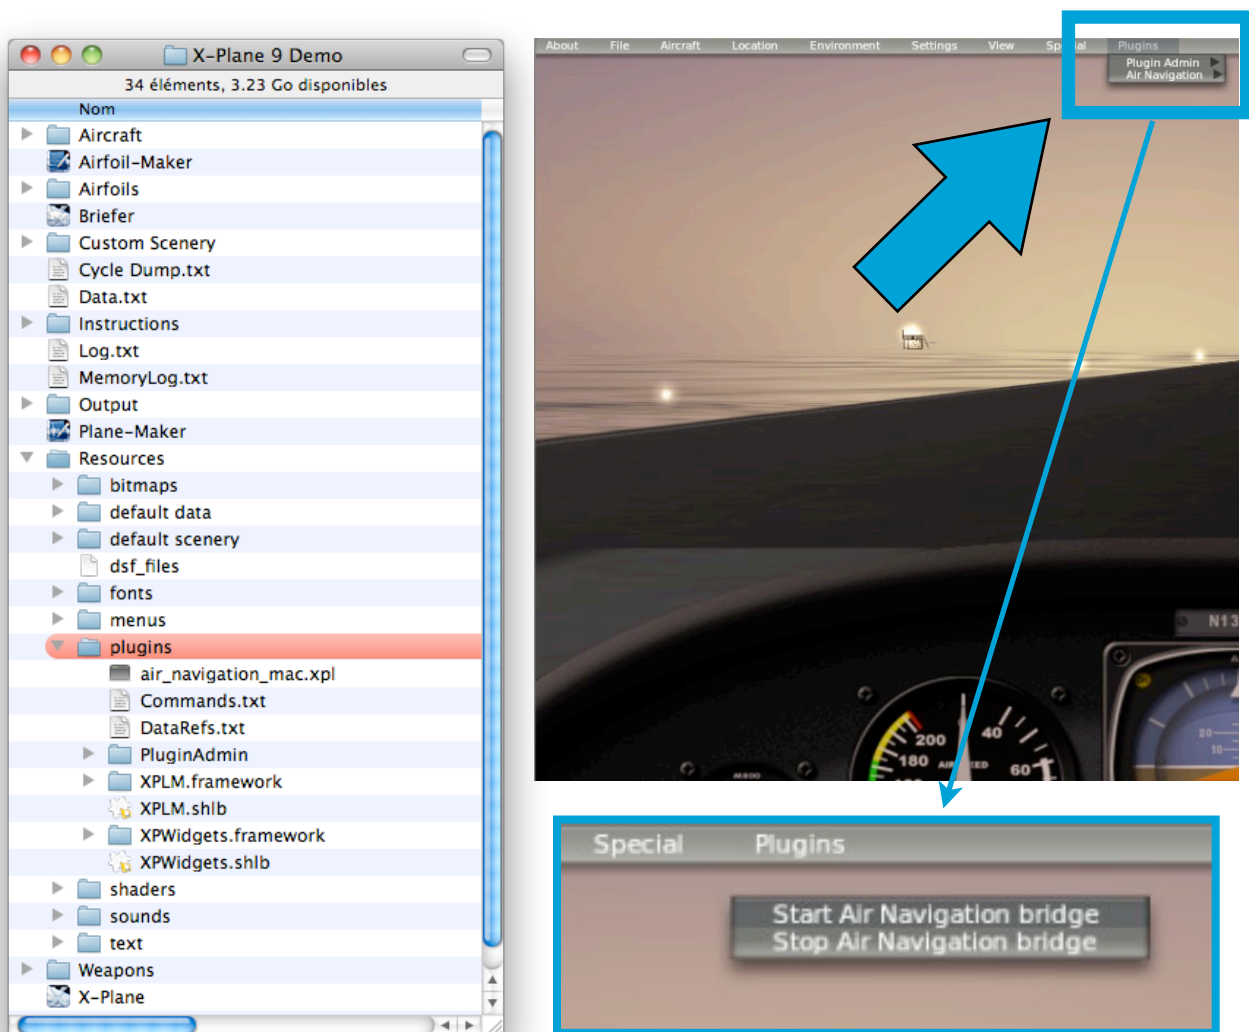 X-Plane 9 Demo
34 éléments, 3.23 Go disponibles
Nom
Aircraft
Airfoil-Maker
Airfoils
Briefer
Custom Scenery
Cycle Dump.txt
Data.txt
Instructions
Log.txt
MemoryLog.txt
Output
Plane-Maker
Resources
bitmaps
default data
default scenery
dsf_files
fonts
menus
plugins
air_navigation_mac.xpl
Commands.txt
DataRefs.txt
PluginAdmin
XPLM.framework
XPLM.shlb
XPWidgets.framework
XPWidgets.shlb
shaders
sounds
text
Weapons
X-Plane
About File Aircraft Location Environment Settings View Special Plugins
Plugin Admin
Air Navigation
N13
200 40
180 60
20
10
Special Plugins
Start Air Navigation bridge
Stop Air Navigation bridge